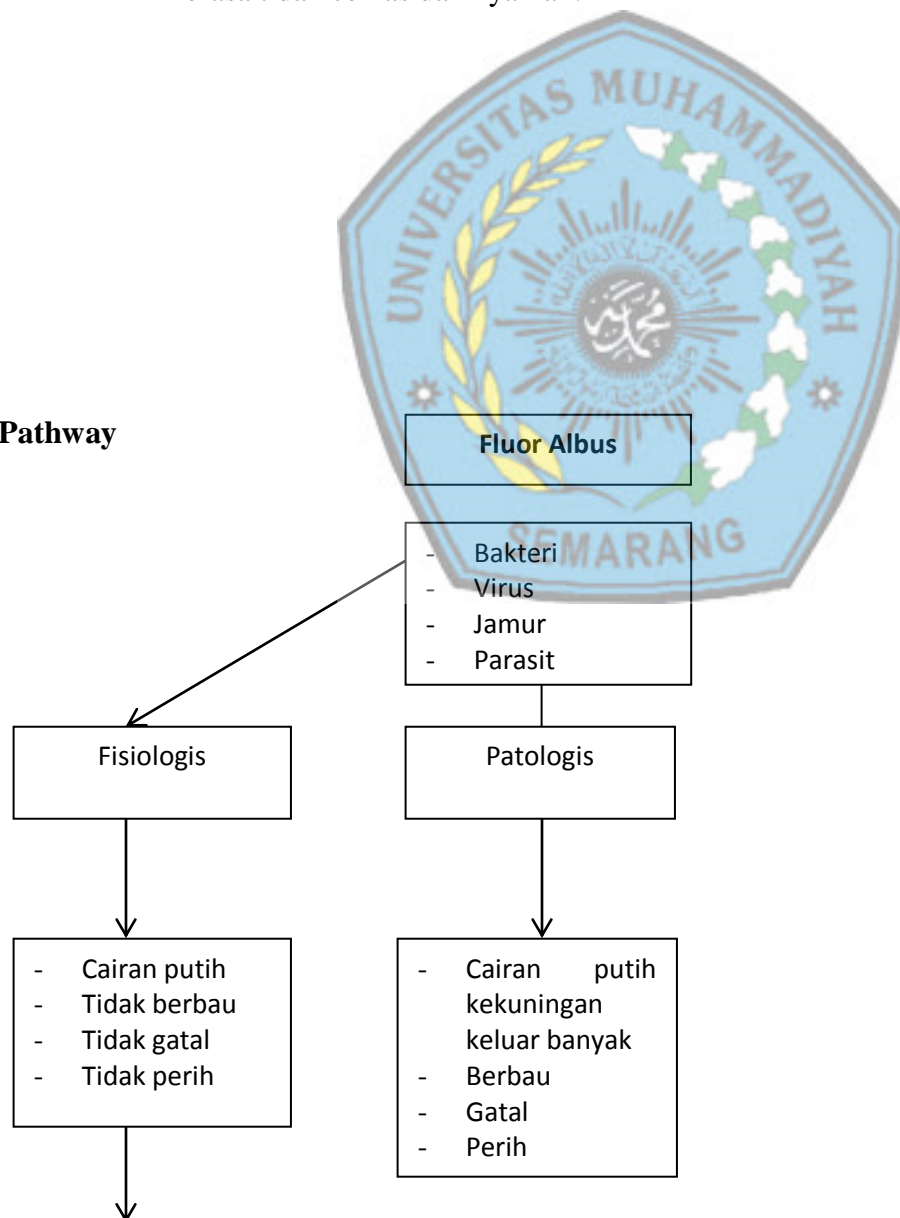 UNIVERSITAS MUHAMMADIYAH
SEMARANG
Pathway
Fluor Albus
- Bakteri
- Virus
- Jamur
- Parasit
Fisiologis
Patologis
- Cairan putih
- Tidak berbau
- Tidak gatal
- Tidak perih
- Cairan putih
kekuningan
keluar banyak
- Berbau
- Gatal
- Perih